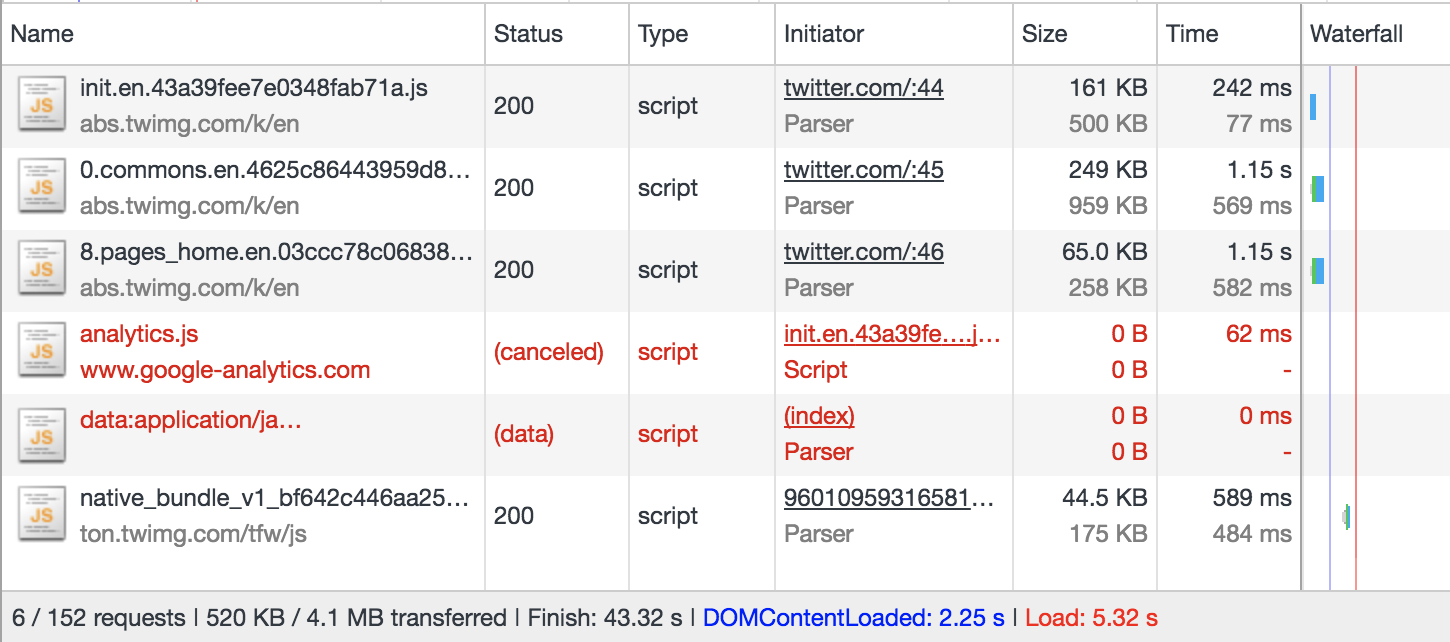 Name Status Type Initiator Size Time Waterfall
JS init.en.43a39fee7e0348fab71a.js 200 script twitter.com/:44 161 KB 242 ms
abs.twimg.com/k/en Parser 500 KB 77 ms
JS 0.commons.en.4625c86443959d8... 200 script twitter.com/:45 249 KB 1.15 s
abs.twimg.com/k/en Parser 959 KB 569 ms
JS 8.pages_home.en.03ccc78c06838... 200 script twitter.com/:46 65.0 KB 1.15 s
abs.twimg.com/k/en Parser 258 KB 582 ms
JS analytics.js (canceled) script init.en.43a39fe....j... 0 B 62 ms
www.google-analytics.com Script 0 B -
JS data:application/ja... (data) script (index) 0 B 0 ms
Parser 0 B -
JS native_bundle_v1_bf642c446aa25... 200 script 96010959316581... 44.5 KB 589 ms
ton.twimg.com/tfw/js Parser 175 KB 484 ms
6 / 152 requests | 520 KB / 4.1 MB transferred | Finish: 43.32 s | DOMContentLoaded: 2.25 s | Load: 5.32 s